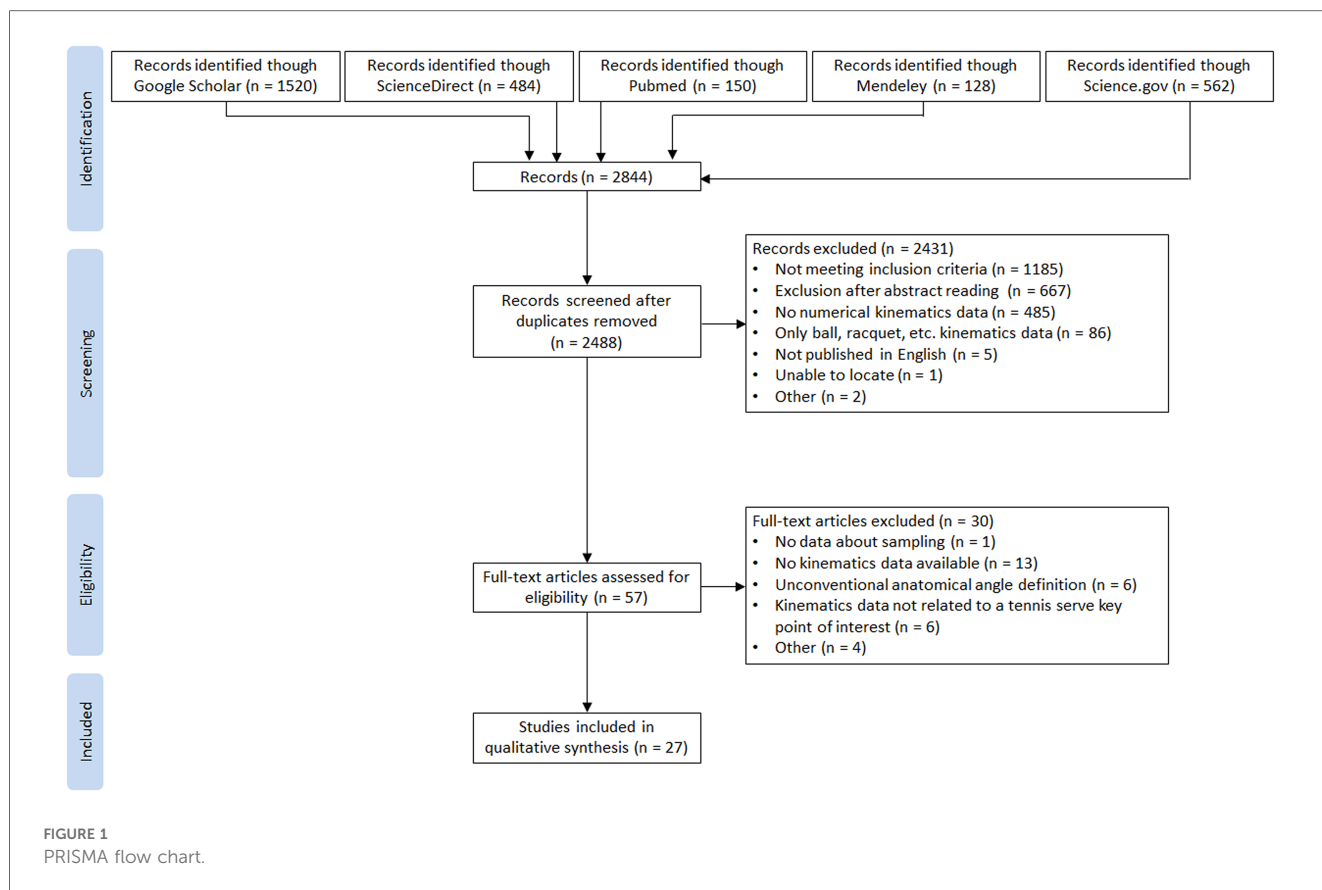 Identification
Records identified though
Google Scholar (n = 1520)
Records identified though
ScienceDirect (n = 484)
Records identified though
Pubmed (n = 150)
Records identified though
Mendeley (n = 128)
Records identified though
Science.gov (n = 562)
Records (n = 2844)
Screening
Records screened after
duplicates removed
(n = 2488)
Records excluded (n = 2431)
• Not meeting inclusion criteria (n = 1185)
• Exclusion after abstract reading (n = 667)
• No numerical kinematics data (n = 485)
• Only ball, racquet, etc. kinematics data (n = 86)
• Not published in English (n = 5)
• Unable to locate (n = 1)
• Other (n = 2)
Eligibility
Full-text articles assessed for
eligibility (n = 57)
Full-text articles excluded (n = 30)
• No data about sampling (n = 1)
• No kinematics data available (n = 13)
• Unconventional anatomical angle definition (n = 6)
• Kinematics data not related to a tennis serve key
point of interest (n = 6)
• Other (n = 4)
Included
Studies included in
qualitative synthesis (n = 27)
FIGURE 1
PRISMA flow chart.